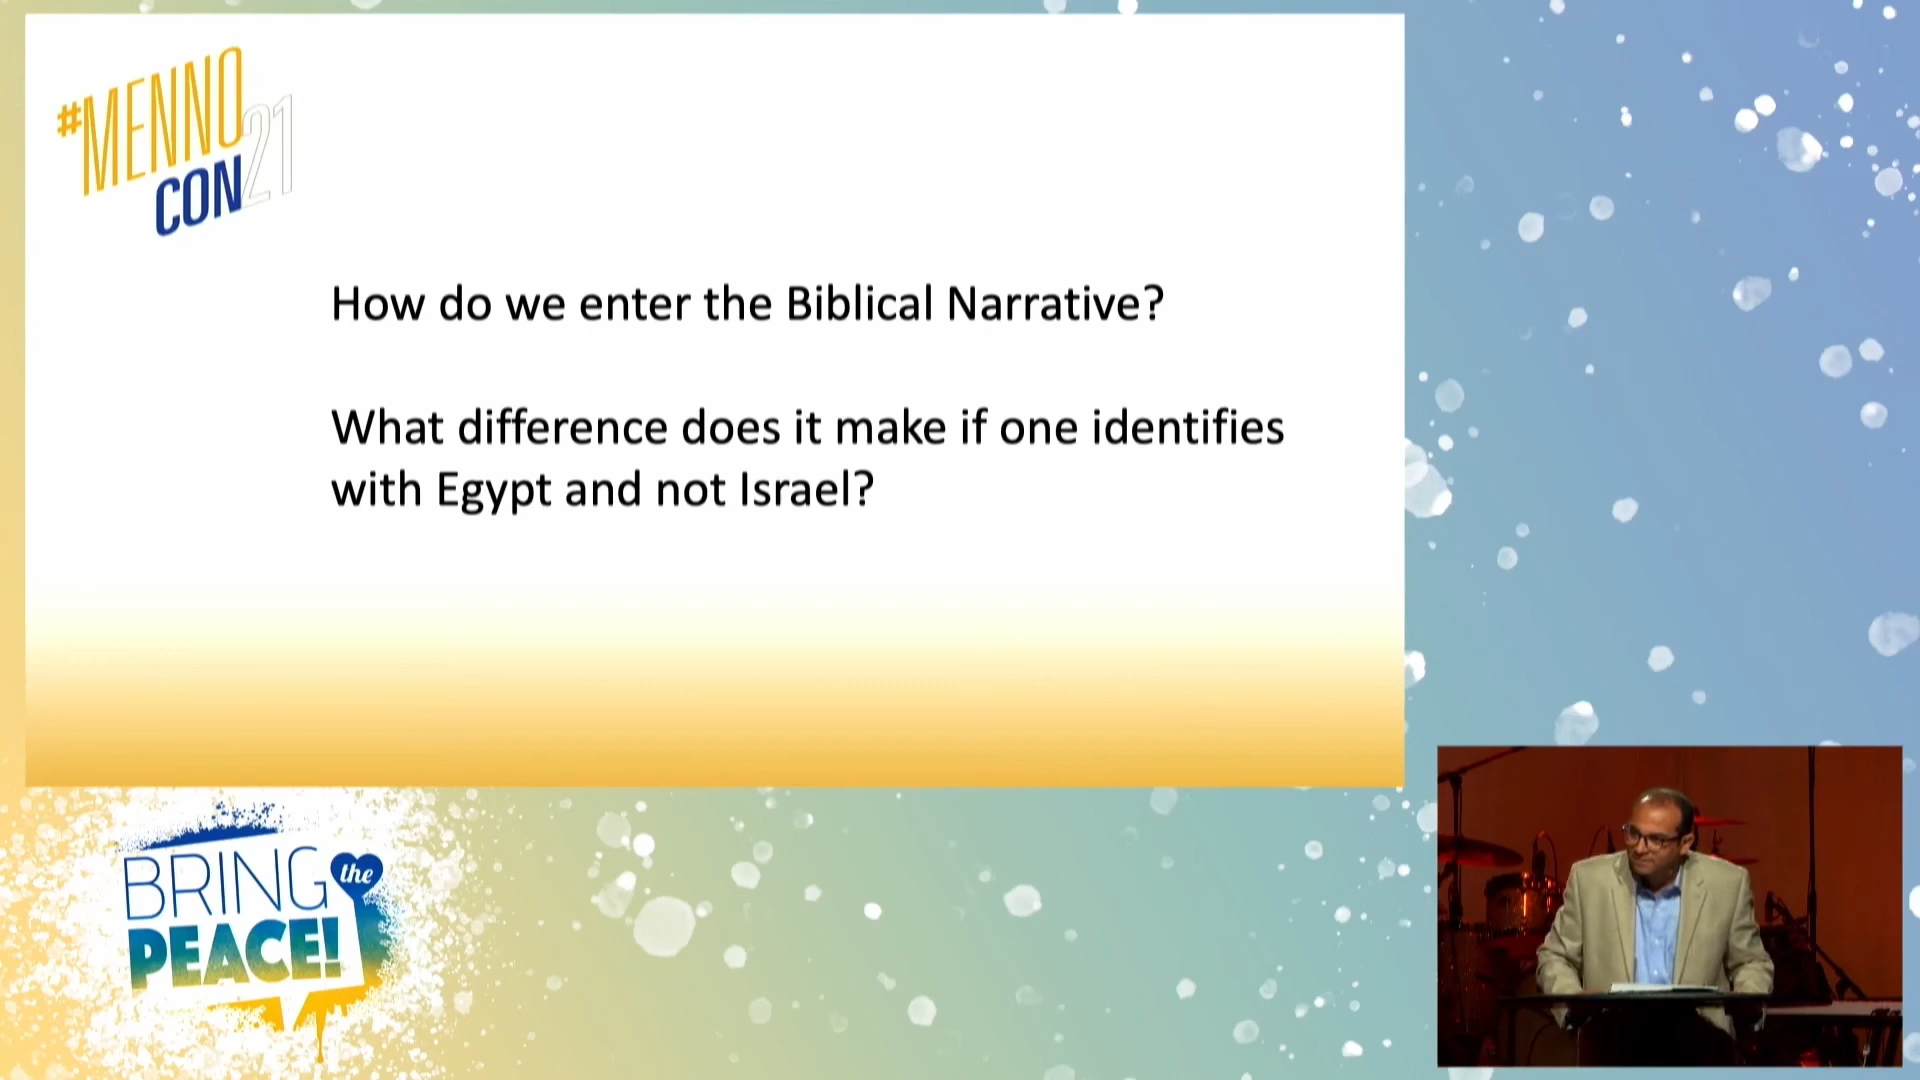 #MENNO
CON21
How do we enter the Biblical Narrative?
What difference does it make if one identifies
with Egypt and not Israel?
BRING the
PEACE!